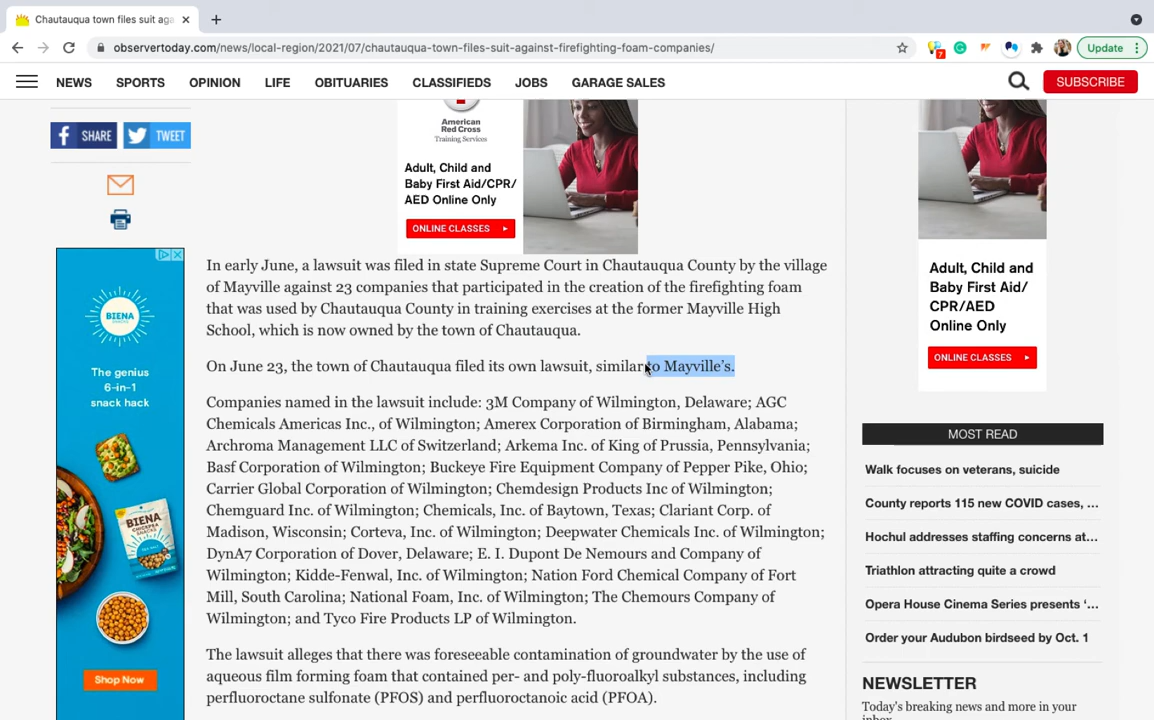 Chautauqua town files suit aga
observertoday.com/news/local-region/2021/07/chautauqua-town-files-suit-against-firefighting-foam-companies/
7
Update
NEWS SPORTS OPINION LIFE OBITUARIES CLASSIFIEDS JOBS GARAGE SALES
SUBSCRIBE
SHARE
TWEET
American
Red Cross
Training Services
Adult, Child and
Baby First Aid/CPR/
AED Online Only
ONLINE CLASSES
In early June, a lawsuit was filed in state Supreme Court in Chautauqua County by the village
of Mayville against 23 companies that participated in the creation of the firefighting foam
that was used by Chautauqua County in training exercises at the former Mayville High
School, which is now owned by the town of Chautauqua.
On June 23, the town of Chautauqua filed its own lawsuit, similar to Mayville’s.
Companies named in the lawsuit include: 3M Company of Wilmington, Delaware; AGC
Chemicals Americas Inc., of Wilmington; Amerex Corporation of Birmingham, Alabama;
Archroma Management LLC of Switzerland; Arkema Inc. of King of Prussia, Pennsylvania;
Basf Corporation of Wilmington; Buckeye Fire Equipment Company of Pepper Pike, Ohio;
Carrier Global Corporation of Wilmington; Chemdesign Products Inc of Wilmington;
Chemguard Inc. of Wilmington; Chemicals, Inc. of Baytown, Texas; Clariant Corp. of
Madison, Wisconsin; Corteva, Inc. of Wilmington; Deepwater Chemicals Inc. of Wilmington;
DynA7 Corporation of Dover, Delaware; E. I. Dupont De Nemours and Company of
Wilmington; Kidde-Fenwal, Inc. of Wilmington; Nation Ford Chemical Company of Fort
Mill, South Carolina; National Foam, Inc. of Wilmington; The Chemours Company of
Wilmington; and Tyco Fire Products LP of Wilmington.
The lawsuit alleges that there was foreseeable contamination of groundwater by the use of
aqueous film forming foam that contained per- and poly-fluoroalkyl substances, including
perfluorooctane sulfonate (PFOS) and perfluoroctanoic acid (PFOA).
BIENA
The genius
6-in-1
snack hack
BIENA
CHICKPEA
SNACKS
Shop Now
Adult, Child and
Baby First Aid/
CPR/AED
Online Only
ONLINE CLASSES
MOST READ
Walk focuses on veterans, suicide
County reports 115 new COVID cases, ...
Hochul addresses staffing concerns at...
Triathlon attracting quite a crowd
Opera House Cinema Series presents ‘...
Order your Audubon birdseed by Oct. 1
NEWSLETTER
Today's breaking news and more in your
inbox